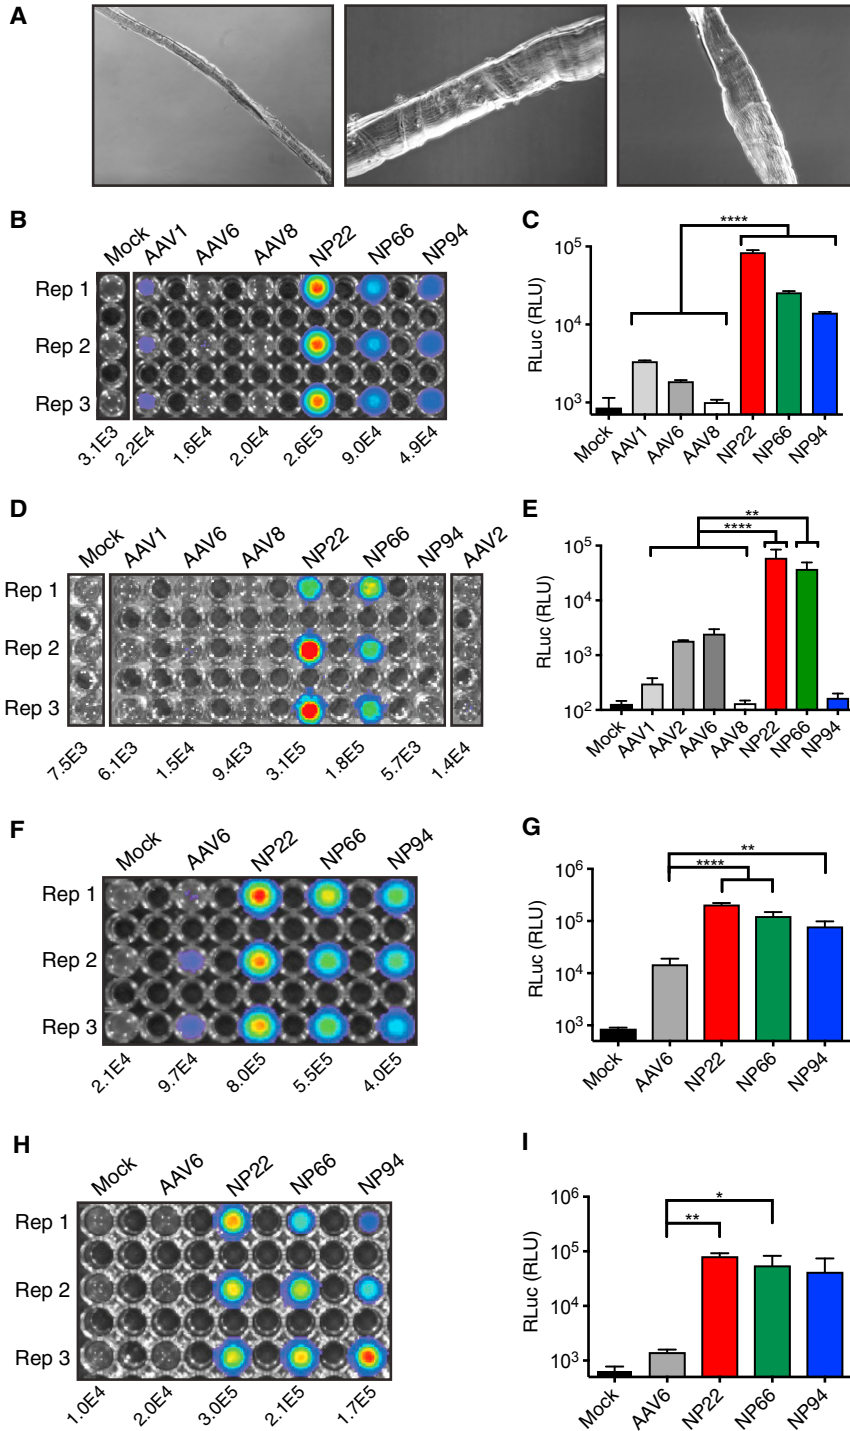 A
B
Mock AAV1 AAV6 AAV8 NP22 NP66 NP94
Rep 1
Rep 2
Rep 3
3.1E3 2.2E4 1.6E4 2.0E4 2.6E5 9.0E4 4.9E4
C
****
RLuc (RLU)
10^5
10^4
10^3
Mock AAV1 AAV6 AAV8 NP22 NP66 NP94
D
Mock AAV1 AAV6 AAV8 NP22 NP66 NP94 AAV2
Rep 1
Rep 2
Rep 3
7.5E3 6.1E3 1.5E4 9.4E3 3.1E5 1.8E5 5.7E3 1.4E4
E
**
****
RLuc (RLU)
10^5
10^4
10^3
10^2
Mock AAV1 AAV2 AAV6 AAV8 NP22 NP66 NP94
F
Mock AAV6 NP22 NP66 NP94
Rep 1
Rep 2
Rep 3
2.1E4 9.7E4 8.0E5 5.5E5 4.0E5
G
**
****
RLuc (RLU)
10^6
10^5
10^4
10^3
Mock AAV6 NP22 NP66 NP94
H
Mock AAV6 NP22 NP66 NP94
Rep 1
Rep 2
Rep 3
1.0E4 2.0E4 3.0E5 2.1E5 1.7E5
I
*
**
RLuc (RLU)
10^6
10^5
10^4
10^3
Mock AAV6 NP22 NP66 NP94